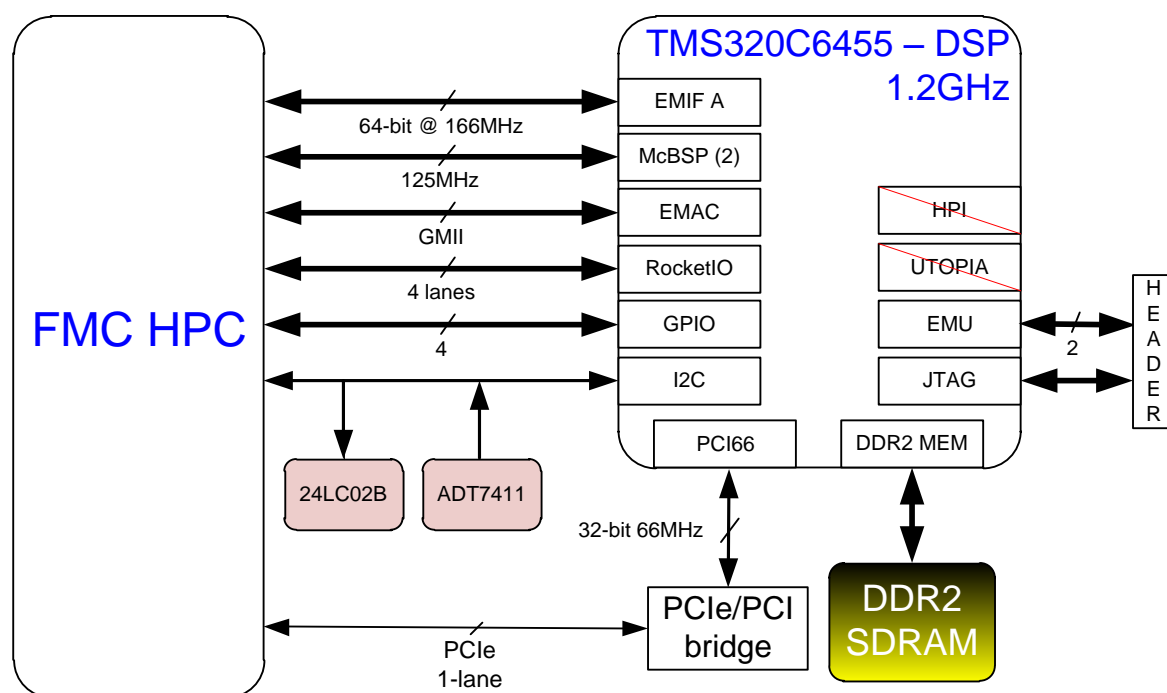 TMS320C6455 – DSP
1.2GHz
FMC HPC
EMIF A
64-bit @ 166MHz
McBSP (2)
125MHz
EMAC
GMII
RocketIO
4 lanes
GPIO
4
I2C
HPI
UTOPIA
EMU
2
JTAG
HEADER
PCI66
DDR2 MEM
24LC02B
ADT7411
32-bit 66MHz
PCIe/PCI
bridge
DDR2
SDRAM
PCIe
1-lane